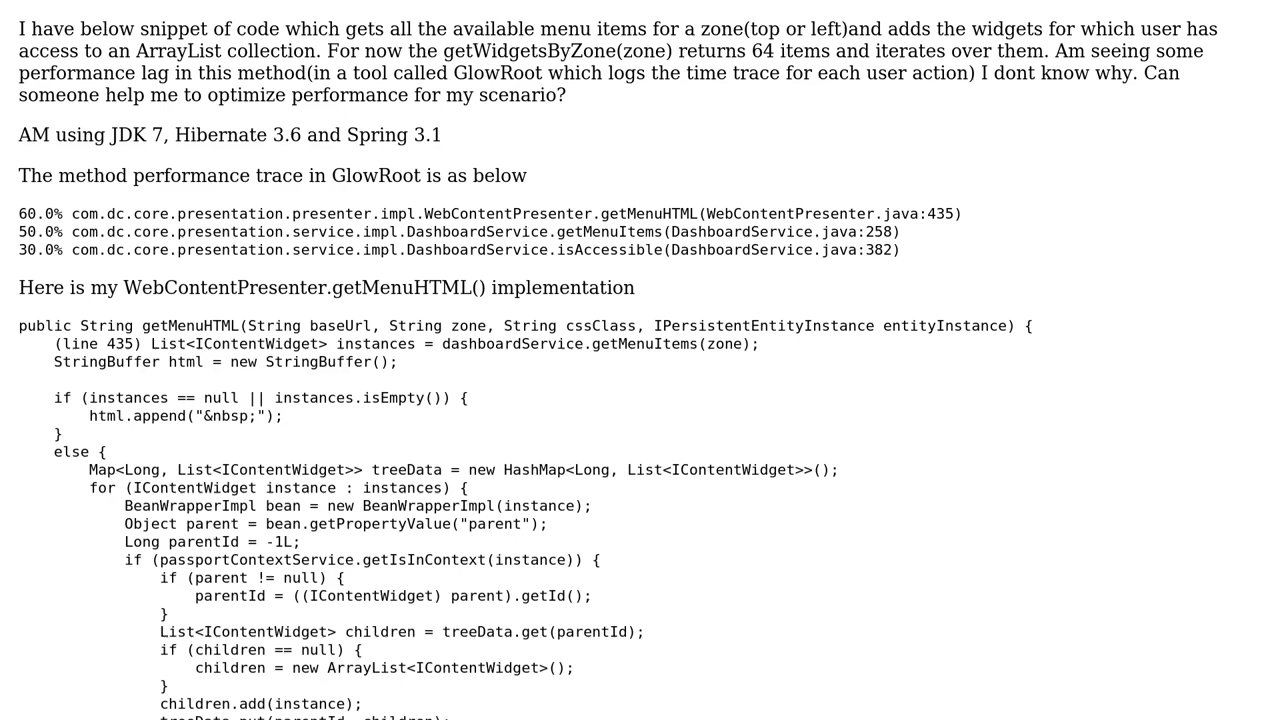 I have below snippet of code which gets all the available menu items for a zone(top or left)and adds the widgets for which user has
access to an ArrayList collection. For now the getWidgetsByZone(zone) returns 64 items and iterates over them. Am seeing some
performance lag in this method(in a tool called GlowRoot which logs the time trace for each user action) I dont know why. Can
someone help me to optimize performance for my scenario?
AM using JDK 7, Hibernate 3.6 and Spring 3.1
The method performance trace in GlowRoot is as below
60.0% com.dc.core.presentation.presenter.impl.WebContentPresenter.getMenuHTML(WebContentPresenter.java:435)
50.0% com.dc.core.presentation.service.impl.DashboardService.getMenuItems(DashboardService.java:258)
30.0% com.dc.core.presentation.service.impl.DashboardService.isAccessible(DashboardService.java:382)
Here is my WebContentPresenter.getMenuHTML() implementation
public String getMenuHTML(String baseUrl, String zone, String cssClass, IPersistentEntityInstance entityInstance) {
    (line 435) List<IContentWidget> instances = dashboardService.getMenuItems(zone);
    StringBuffer html = new StringBuffer();
    if (instances == null || instances.isEmpty()) {
        html.append("&nbsp;");
    }
    else {
        Map<Long, List<IContentWidget>> treeData = new HashMap<Long, List<IContentWidget>>();
        for (IContentWidget instance : instances) {
            BeanWrapperImpl bean = new BeanWrapperImpl(instance);
            Object parent = bean.getPropertyValue("parent");
            Long parentId = -1L;
            if (passportContextService.getIsInContext(instance)) {
                if (parent != null) {
                    parentId = ((IContentWidget) parent).getId();
                }
                List<IContentWidget> children = treeData.get(parentId);
                if (children == null) {
                    children = new ArrayList<IContentWidget>();
                }
                children.add(instance);
                treeData.put(parentId, children);